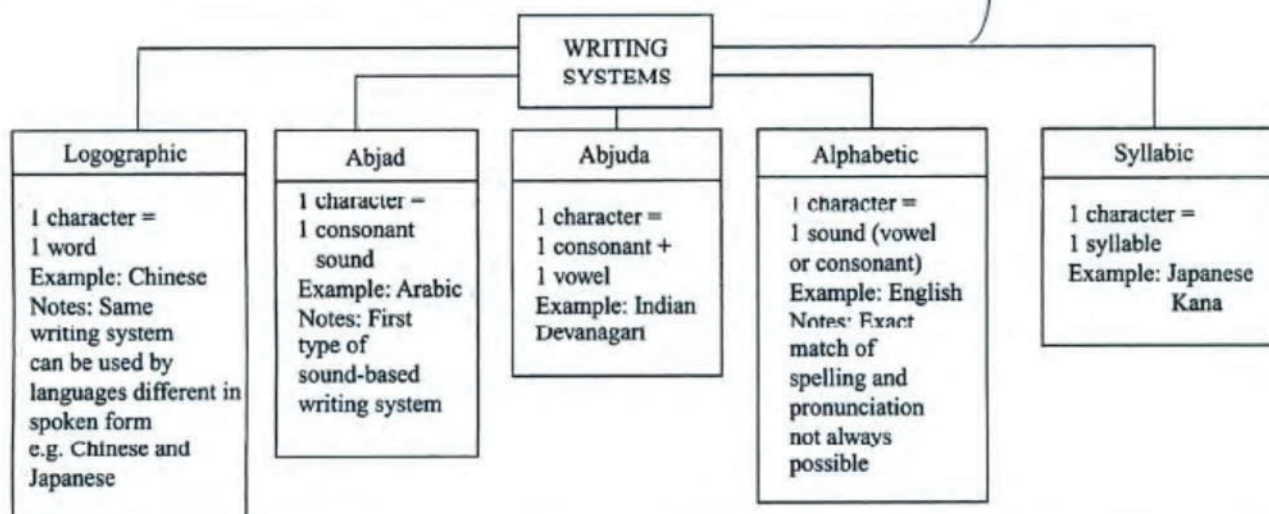 WRITING
SYSTEMS
Logographic
1 character =
1 word
Example: Chinese
Notes: Same
writing system
can be used by
languages different in
spoken form
e.g. Chinese and
Japanese
Abjad
1 character =
1 consonant
sound
Example: Arabic
Notes: First
type of
sound-based
writing system
Abjuda
1 character =
1 consonant +
1 vowel
Example: Indian
Devanagari
Alphabetic
1 character =
1 sound (vowel
or consonant)
Example: English
Notes: Exact
match of
spelling and
pronunciation
not always
possible
Syllabic
1 character =
1 syllable
Example: Japanese
Kana